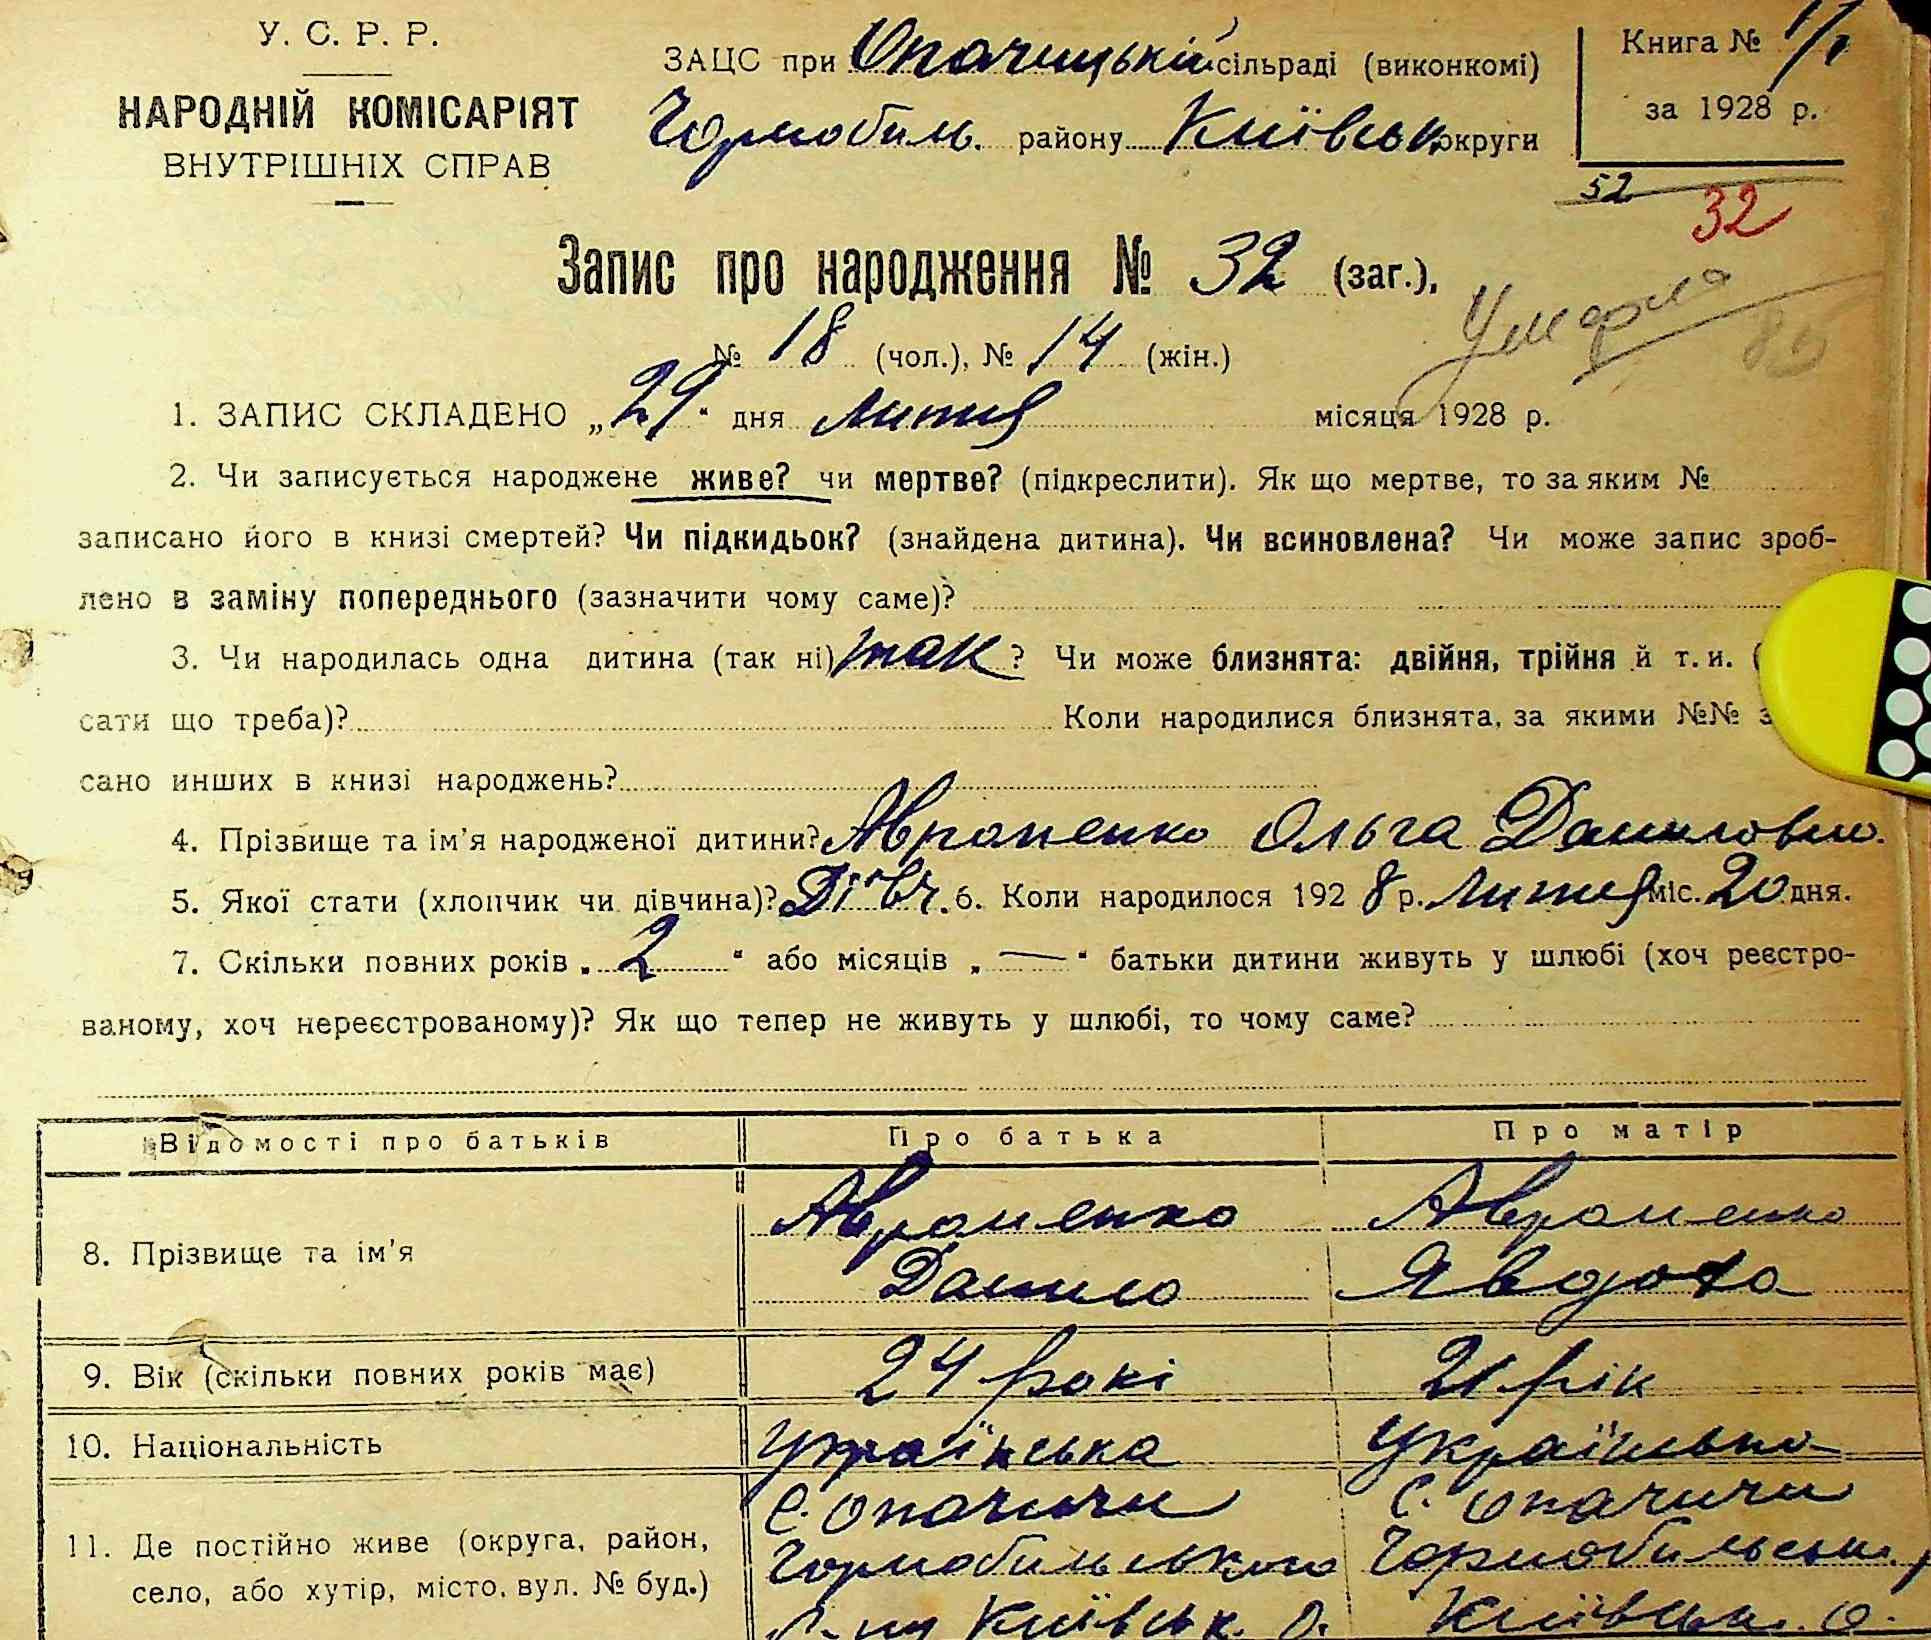 У. С. Р. Р.
НАРОДНІЙ КОМІСАРІЯТ
ВНУТРІШНІХ СПРАВ
ЗАЦС при Опачицькій сільраді (виконкомі)
Чорнобиль. району Київськ. округи
Книга № 1/1
за 1928 р.
52
32
Запис про народження № 32 (заг.),
Умерла
№ 18 (чол.), № 14 (жін.)
1. ЗАПИС СКЛАДЕНО „29“ дня липня місяця 1928 р.
2. Чи записується народжене живе? чи мертве? (підкреслити). Як що мертве, то за яким №
записано його в книзі смертей? Чи підкидьок? (знайдена дитина). Чи всиновлена? Чи може запис зроб-
лено в заміну попереднього (зазначити чому саме)?
3. Чи народилась одна дитина (так ні) так ? Чи може близнята: двійня, трійня й т. и. (
сати що треба)? Коли народилися близнята, за якими №№ з
сано инших в книзі народжень?
4. Прізвище та ім'я народженої дитини? Авраменко Ольга Даниловно.
5. Якої стати (хлопчик чи дівчина)? Дівч. 6. Коли народилося 1928 р. Липня міс. 20 дня.
7. Скільки повних років „ 2 “ або місяців „ — “ батьки дитини живуть у шлюбі (хоч реєстро-
ваному, хоч нереєстрованому)? Як що тепер не живуть у шлюбі, то чому саме?
Відомості про батьків Про батька Про матір
8. Прізвище та ім'я
Авраменко Авраменко
Данило Явдоха
9. Вік (скільки повних років має) 24 рокі 21 рік
10. Національність Українська Українська
11. Де постійно живе (округа, район,
село, або хутір, місто, вул. № буд.)
С. Опачичи С. Опачичи
Чорнобильського Чорнобильськ.
Київськ. о. Київськ. о.